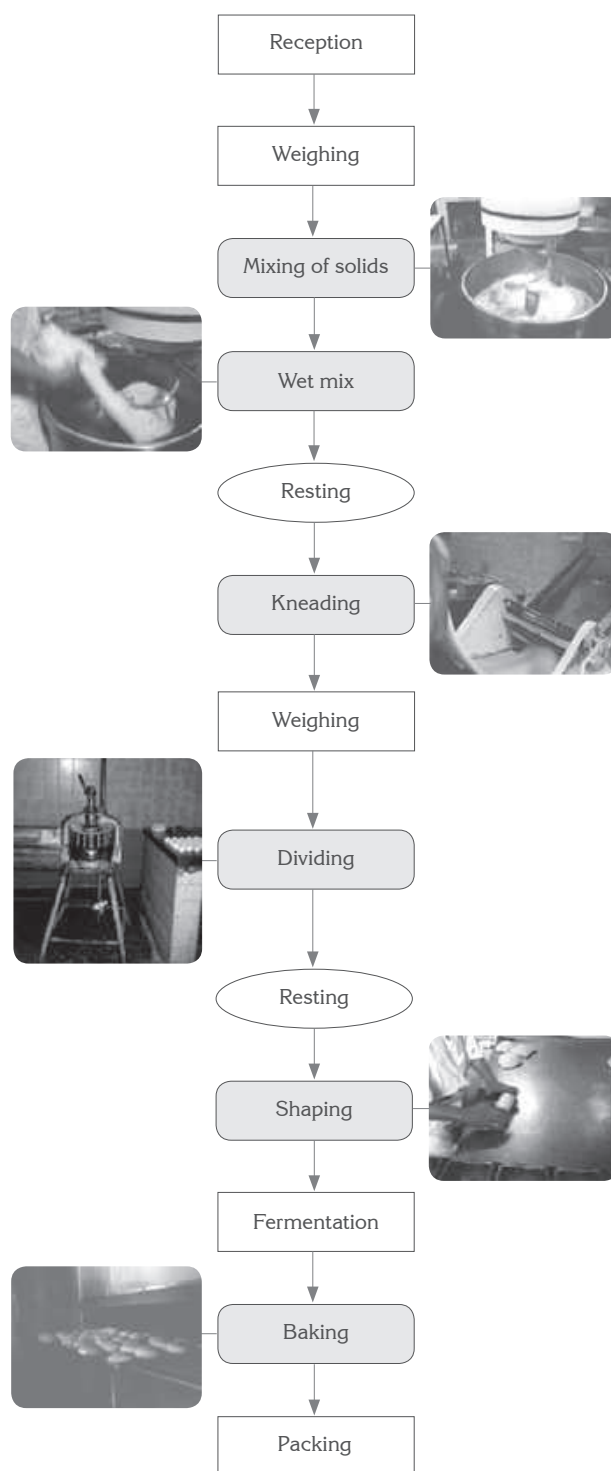 Reception
Weighing
Mixing of solids
Wet mix
Resting
Kneading
Weighing
Dividing
Resting
Shaping
Fermentation
Baking
Packing